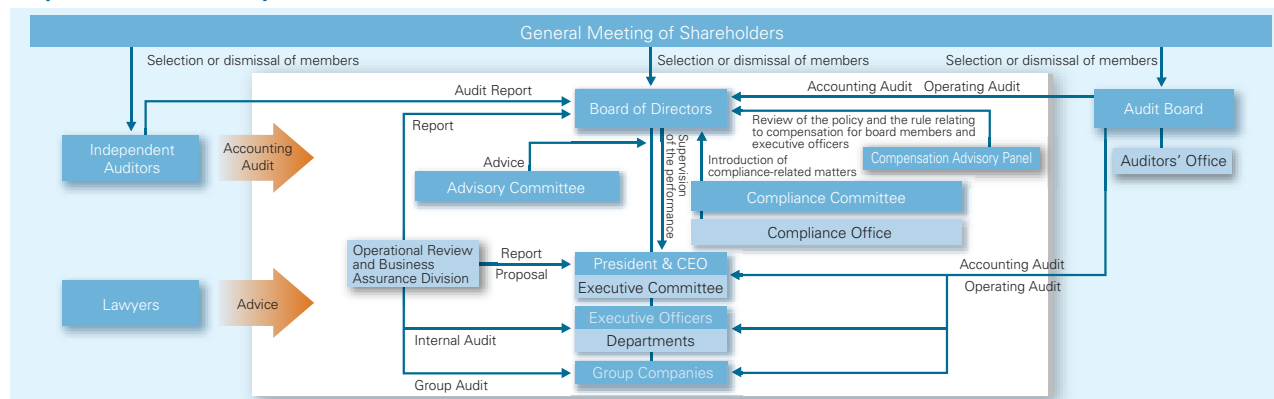 General Meeting of Shareholders
Selection or dismissal of members
Selection or dismissal of members
Selection or dismissal of members
Audit Report
Board of Directors
Accounting Audit Operating Audit
Audit Board
Report
Review of the policy and the rule relating
to compensation for board members and
executive officers
Independent
Auditors
Accounting
Audit
Advice
Supervision
of the performance
Introduction of
compliance-related matters
Compensation Advisory Panel
Auditors' Office
Advisory Committee
Compliance Committee
Compliance Office
Operational Review
and Business
Assurance Division
Report
Proposal
President & CEO
Executive Committee
Accounting Audit
Operating Audit
Lawyers
Advice
Executive Officers
Departments
Internal Audit
Group Companies
Group Audit